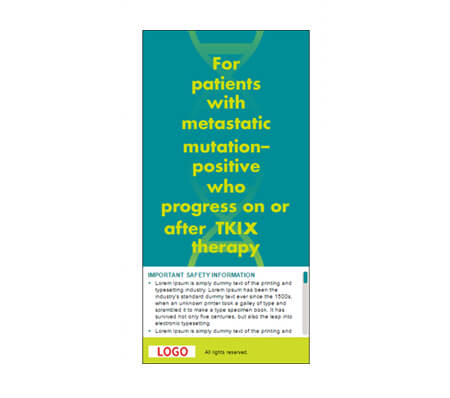 For
patients
with
metastatic
mutation–
positive
who
progress on or
after TKIX
therapy
IMPORTANT SAFETY INFORMATION
• Lorem Ipsum is simply dummy text of the printing and
typesetting industry. Lorem Ipsum has been the
industry's standard dummy text ever since the 1500s,
when an unknown printer took a galley of type and
scrambled it to make a type specimen book. It has
survived not only five centuries, but also the leap into
electronic typesetting.
• Lorem Ipsum is simply dummy text of the printing and
LOGO
All rights reserved.